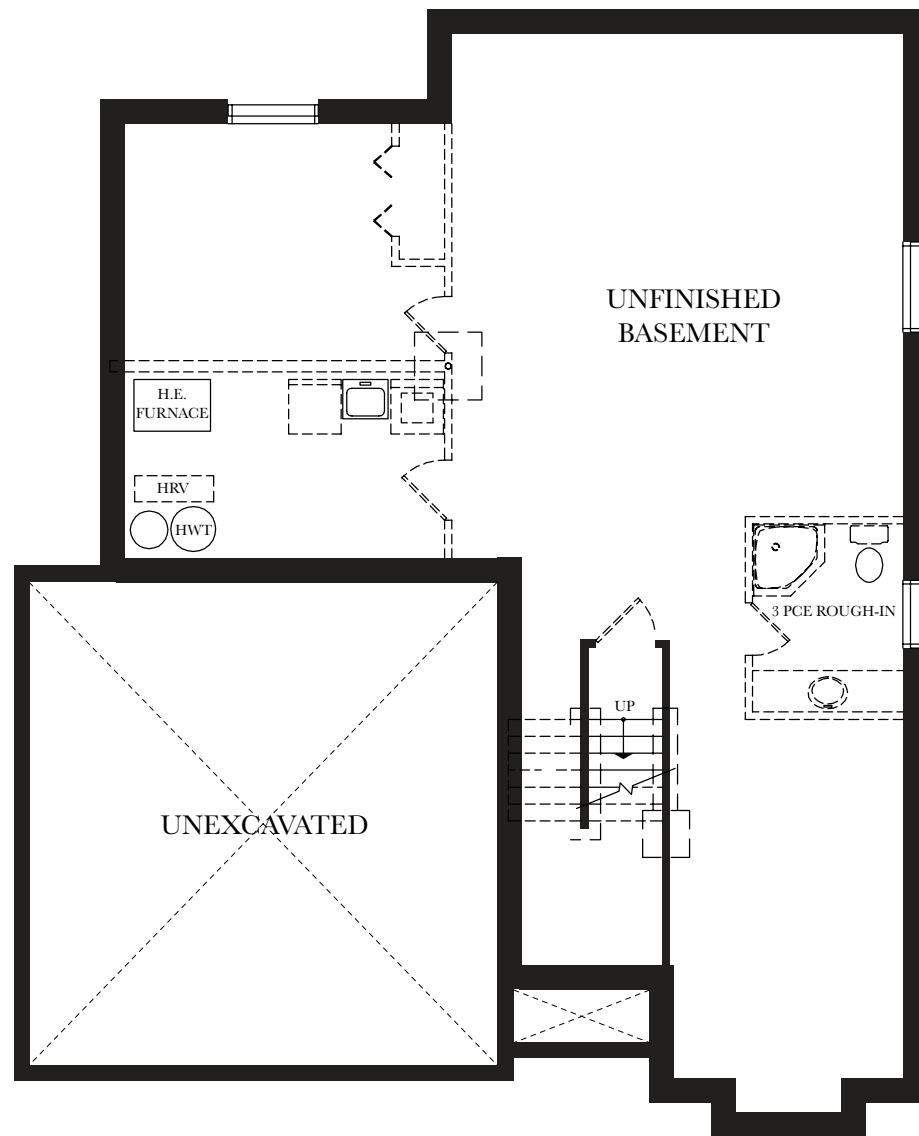 UNFINISHED
BASEMENT
H.E.
FURNACE
HRV
HWT
3 PCE ROUGH-IN
UP
UNEXCAVATED